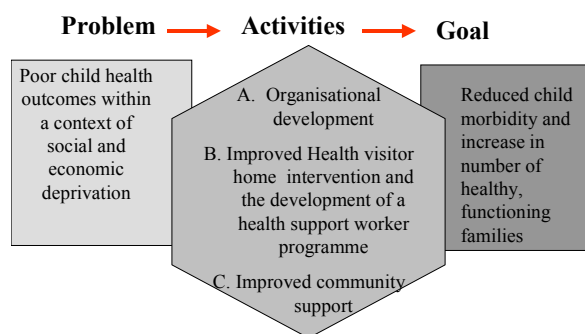 Problem
Activities
Goal
Poor child health
outcomes within
a context of
social and
economic
deprivation
A. Organisational
development
B. Improved Health visitor
home intervention and
the development of a
health support worker
programme
C. Improved community
support
Reduced child
morbidity and
increase in
number of
healthy,
functioning
families